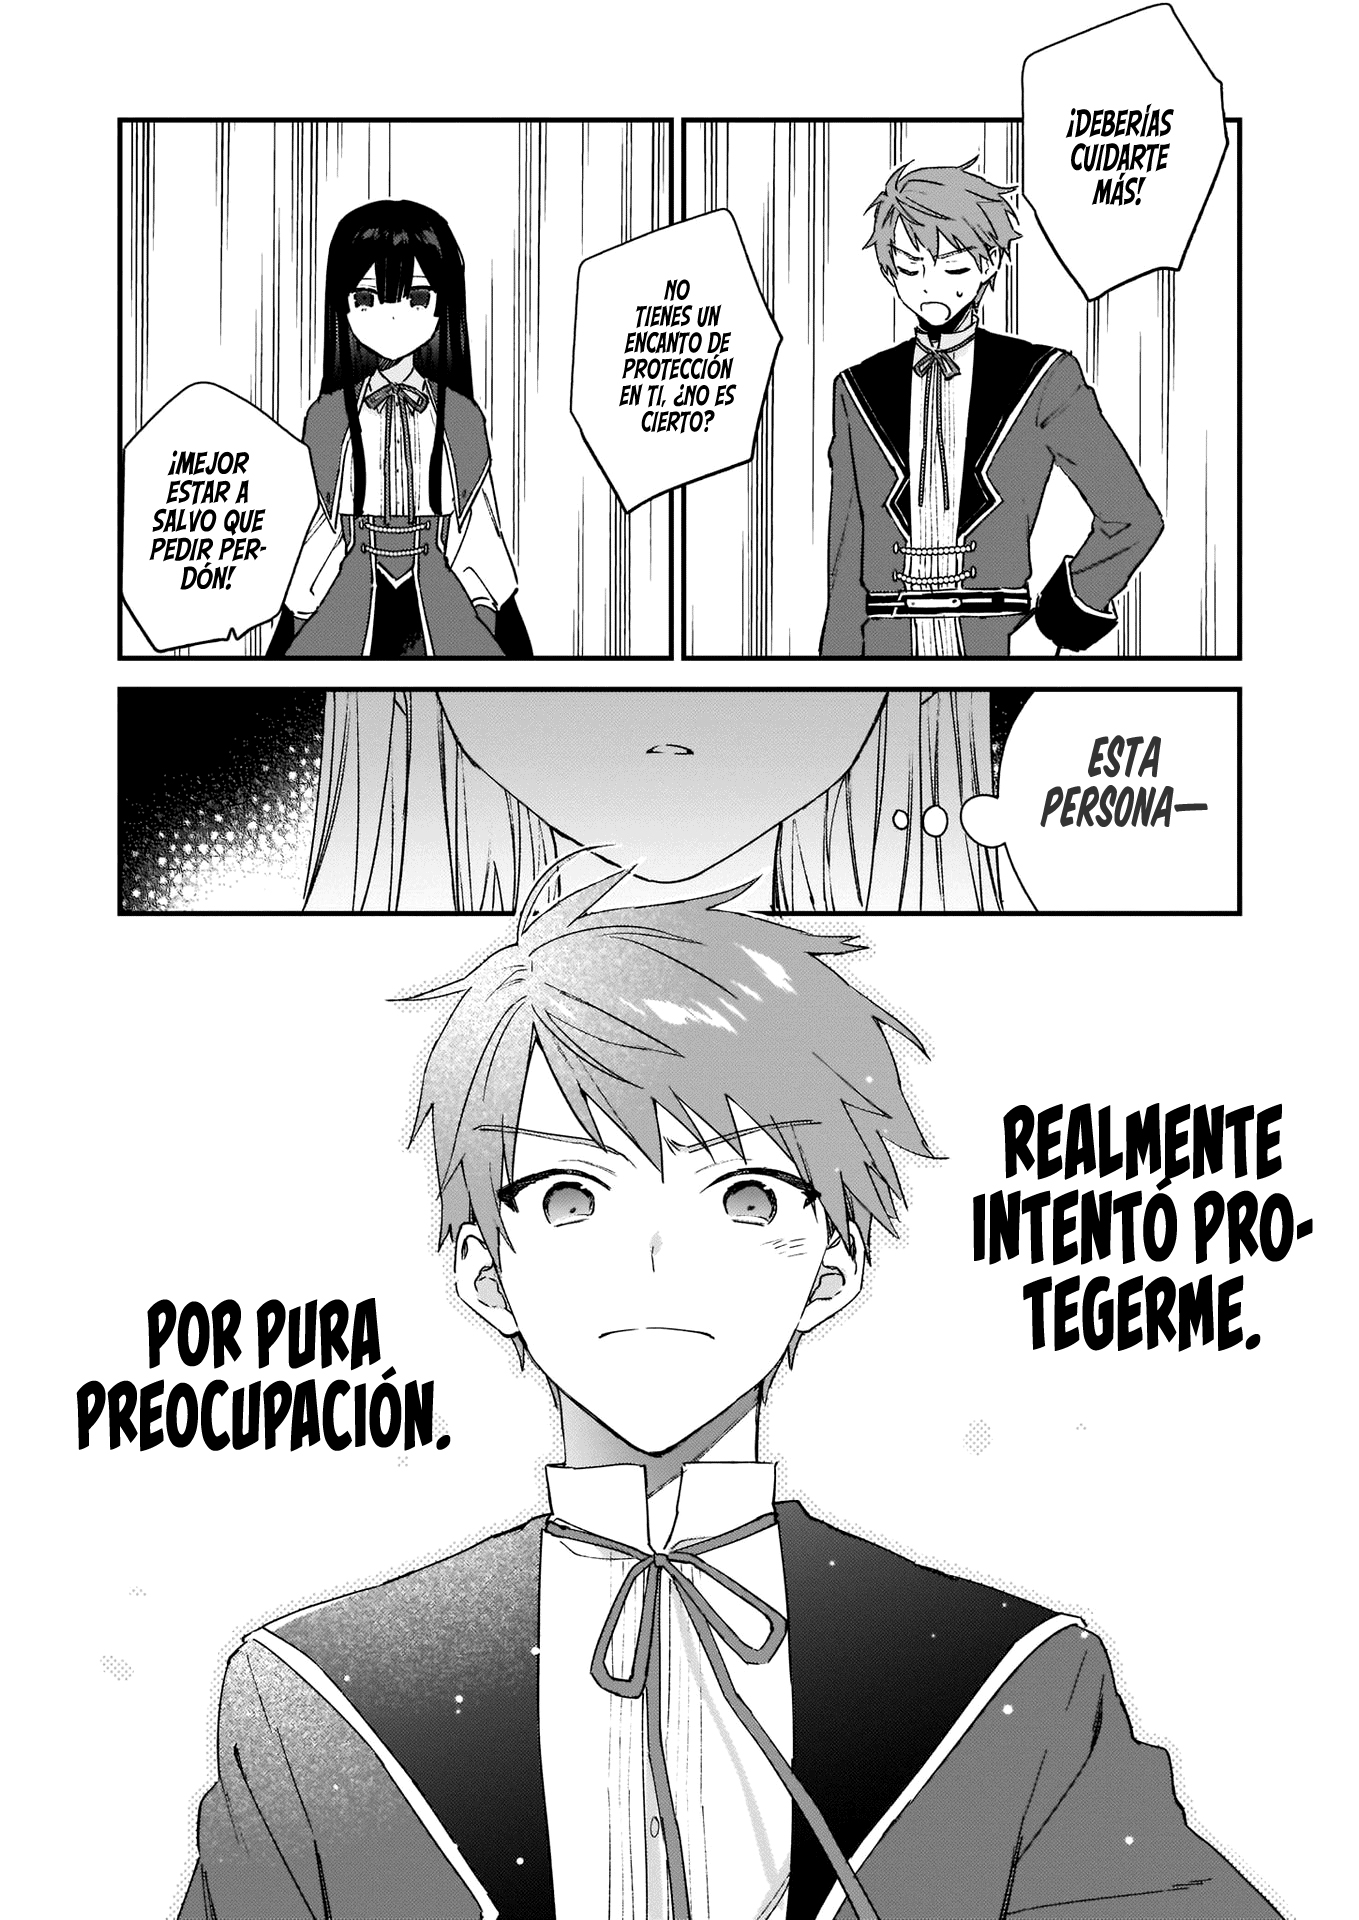 ¡DEBERÍAS
CUIDARTE
MÁS!
NO
TIENES UN
ENCANTO DE
PROTECCIÓN
EN TI, ¿NO ES
CIERTO?
¡MEJOR
ESTAR A
SALVO QUE
PEDIR PER-
DÓN!
ESTA
PERSONA—
REALMENTE
INTENTÓ PRO-
TEGERME.
POR PURA
PREOCUPACIÓN.